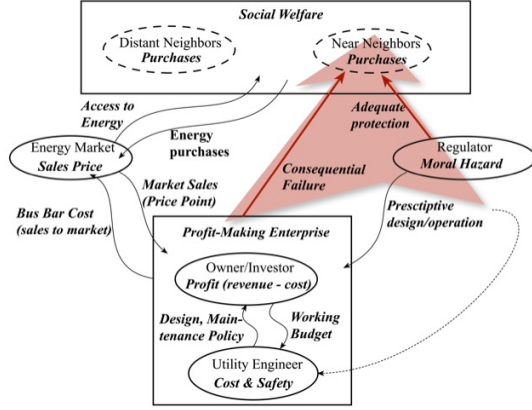 Social Welfare
Distant Neighbors
Purchases
Near Neighbors
Purchases
Access to
Energy
Energy
purchases
Adequate
protection
Energy Market
Sales Price
Regulator
Moral Hazard
Consequential
Failure
Market Sales
(Price Point)
Bus Bar Cost
(sales to market)
Presctiptive
design/operation
Profit-Making Enterprise
Owner/Investor
Profit (revenue - cost)
Design, Main-
tenance Policy
Working
Budget
Utility Engineer
Cost & Safety